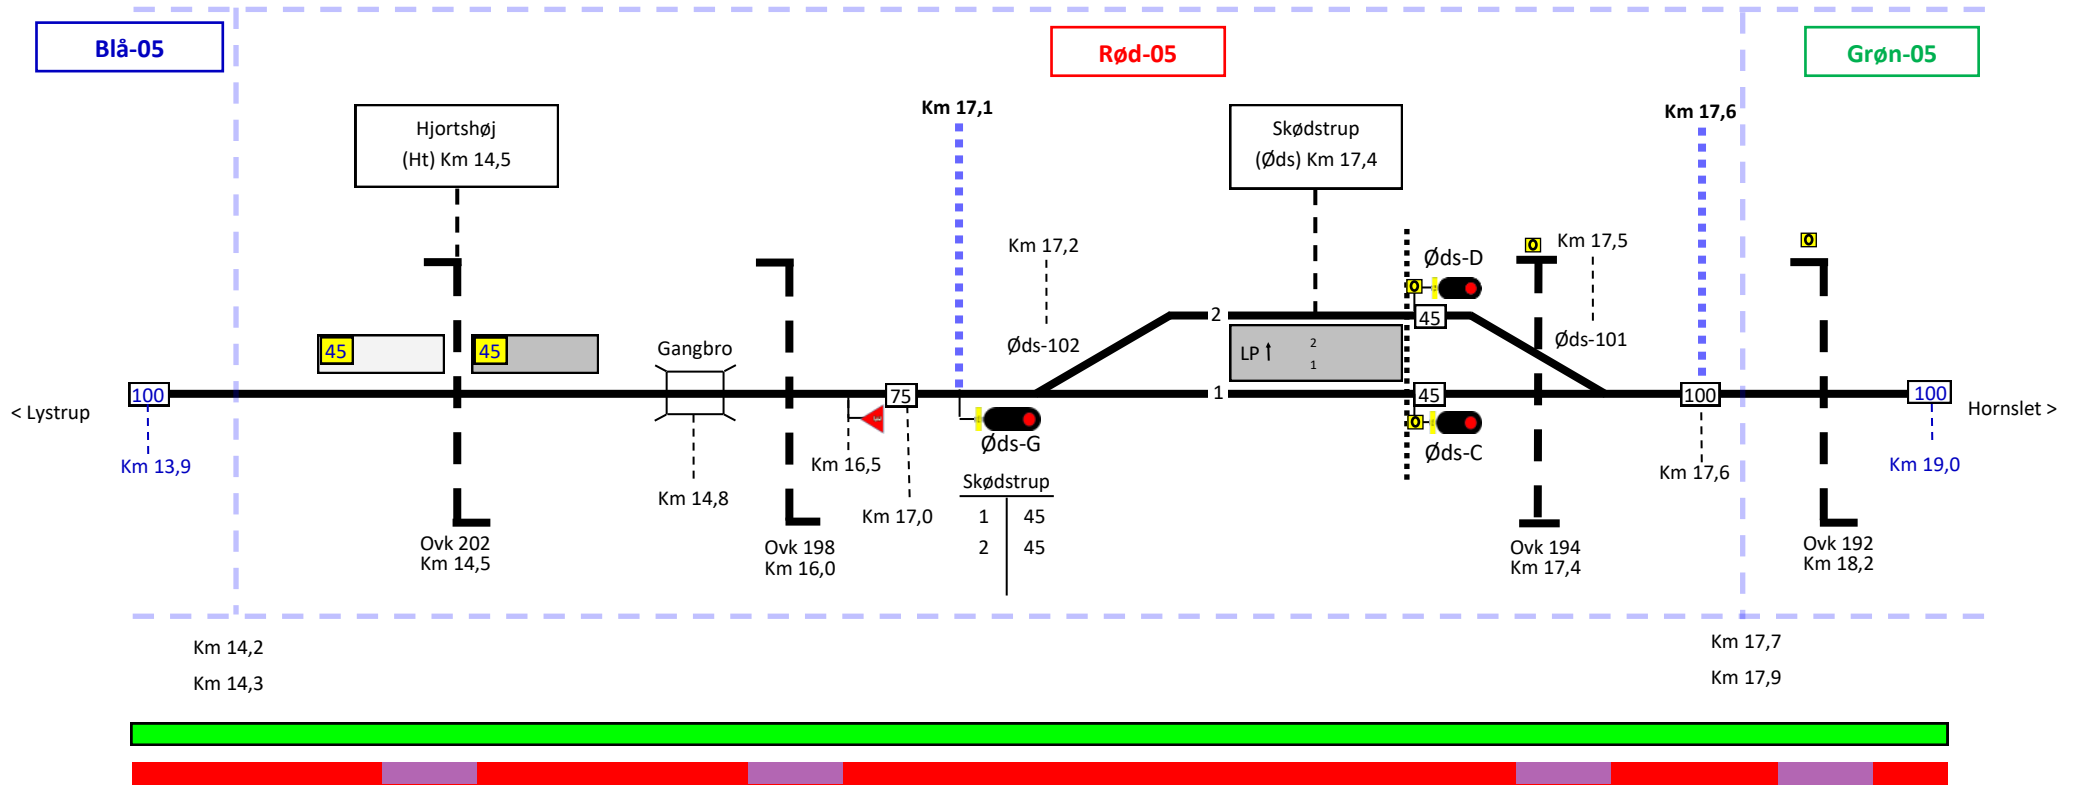 Blå-05
Rød-05
Grøn-05
Km 17,1
Km 17,6
Hjortshøj
(Ht) Km 14,5
Skødstrup
(Øds) Km 17,4
Km 17,2
Øds-D
Km 17,5
2
45
45
45
Gangbro
Øds-102
LP
2
1
Øds-101
100
75
1
45
100
100
< Lystrup
Hornslet >
Øds-G
Øds-C
Km 13,9
Km 16,5
Km 17,6
Km 19,0
Km 14,8
Km 17,0
Skødstrup
1 45
2 45
Ovk 202
Km 14,5
Ovk 198
Km 16,0
Ovk 194
Km 17,4
Ovk 192
Km 18,2
Km 14,2
Km 14,3
Km 17,7
Km 17,9